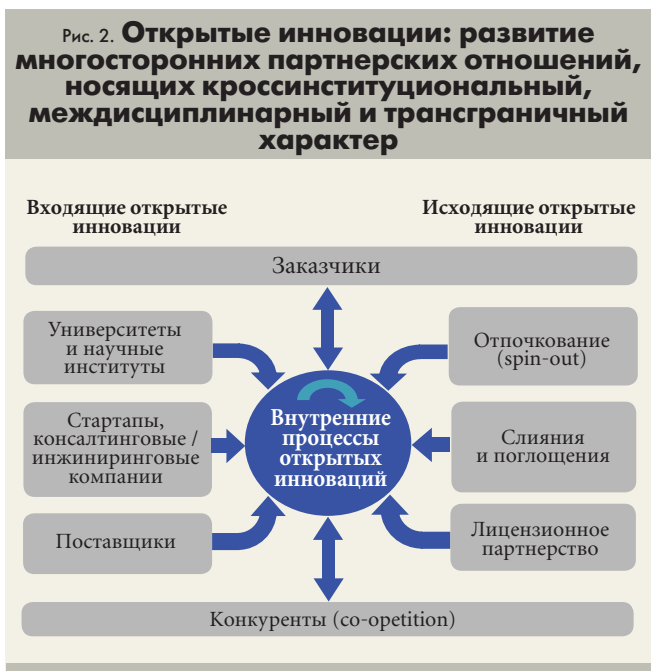 Рис. 2. Открытые инновации: развитие
многосторонних партнерских отношений,
носящих кроссинституциональный,
междисциплинарный и трансграничный
характер
Входящие открытые
инновации
Исходящие открытые
инновации
Заказчики
Университеты
и научные
институты
Отпочкование
(spin-out)
Стартапы,
консалтинговые /
инжиниринговые
компании
Внутренние
процессы
открытых
инноваций
Слияния
и поглощения
Поставщики
Лицензионное
партнерство
Конкуренты (co-opetition)